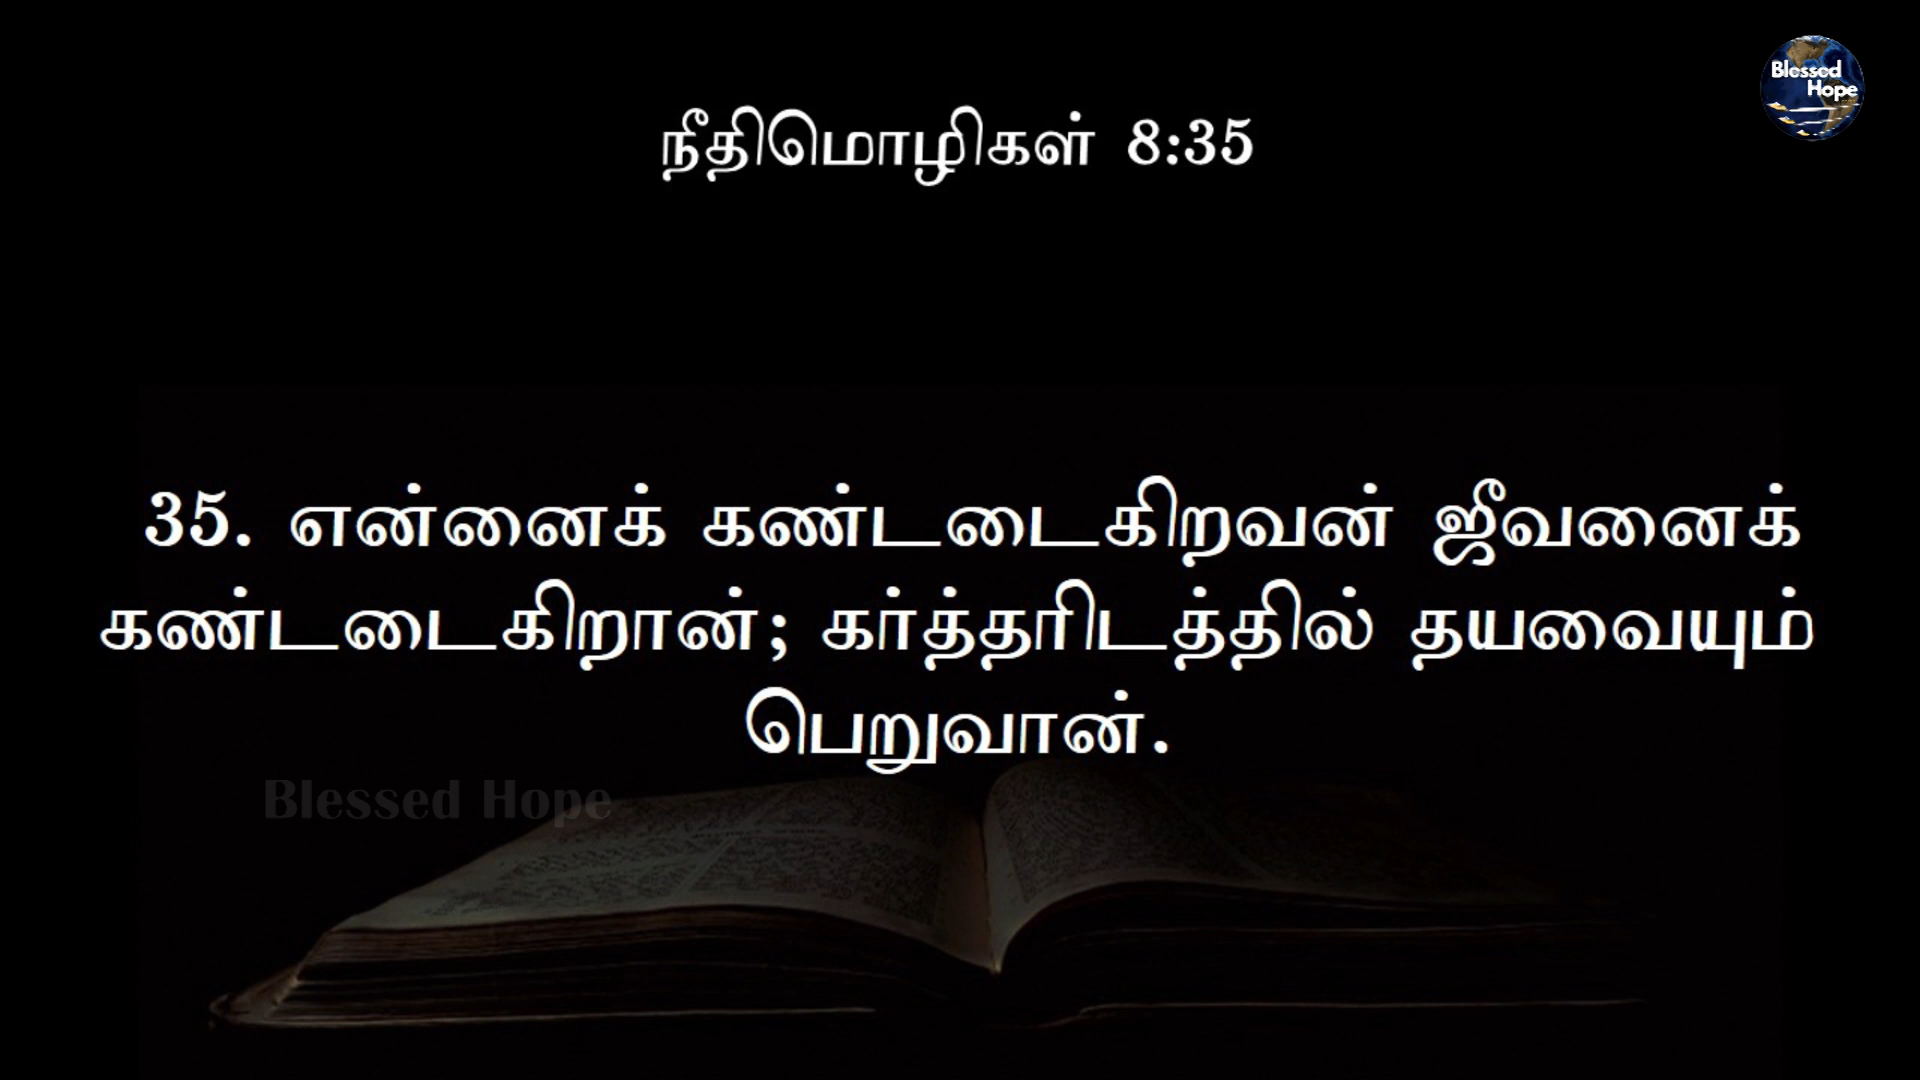 Blessed
Hope
நீதிமொழிகள் 8:35
35. என்னைக் கண்டடைகிறவன் ஜீவனைக்
கண்டடைகிறான்; கர்த்தரிடத்தில் தயவையும்
பெறுவான்.
Blessed Hope